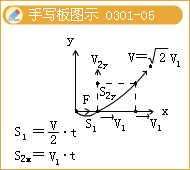 手写板图示 0301-05
y
V₂y V=√2 V₁
S₂y
F
S₁ V₁ V₁ x
S₁=V/2·t
S₂ₓ=V₁·t